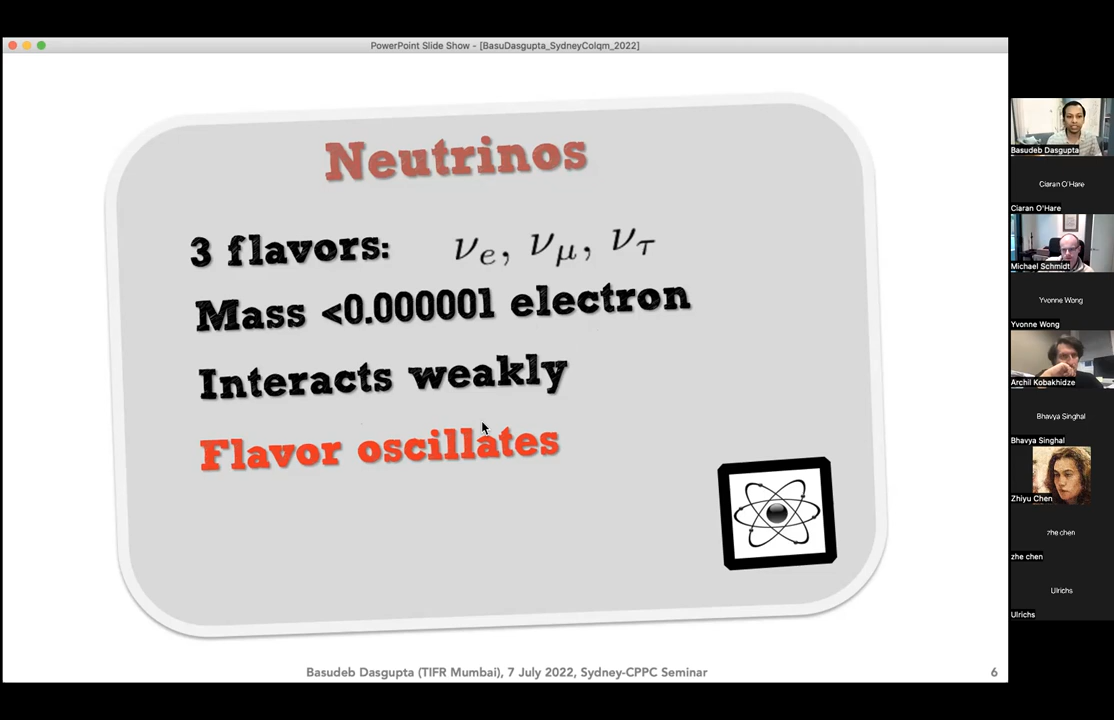 PowerPoint Slide Show - [BasuDasgupta_SydneyColqm_2022]
Neutrinos
3 flavors: νe, νμ, ντ
Mass <0.000001 electron
Interacts weakly
Flavor oscillates
Basudeb Dasgupta (TIFR Mumbai), 7 July 2022, Sydney-CPPC Seminar
6
Basudeb Dasgupta
Ciaran O'Hare
Ciaran O'Hare
Michael Schmidt
Yvonne Wong
Yvonne Wong
Archil Kobakhidze
Bhavya Singhal
Bhavya Singhal
Zhiyu Chen
zhe chen
zhe chen
Ulrichs
Ulrichs